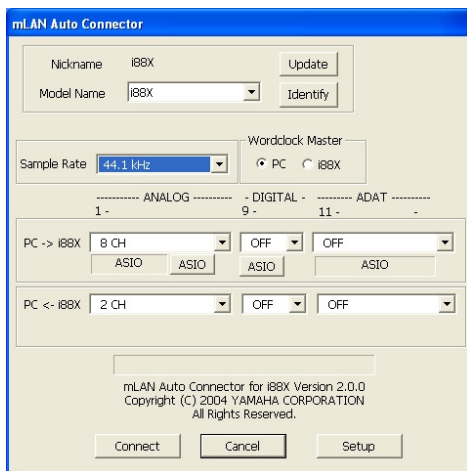 mLAN Auto Connector
Nickname i88X Update
Model Name i88X Identify
Wordclock Master
Sample Rate 44.1 kHz PC i88X
---------- ANALOG ---------- - DIGITAL - --------- ADAT ---------
1 - 9 - 11 - -
PC -> i88X 8 CH OFF OFF
ASIO ASIO ASIO ASIO
PC <- i88X 2 CH OFF OFF
mLAN Auto Connector for i88X Version 2.0.0
Copyright (C) 2004 YAMAHA CORPORATION
All Rights Reserved.
Connect Cancel Setup